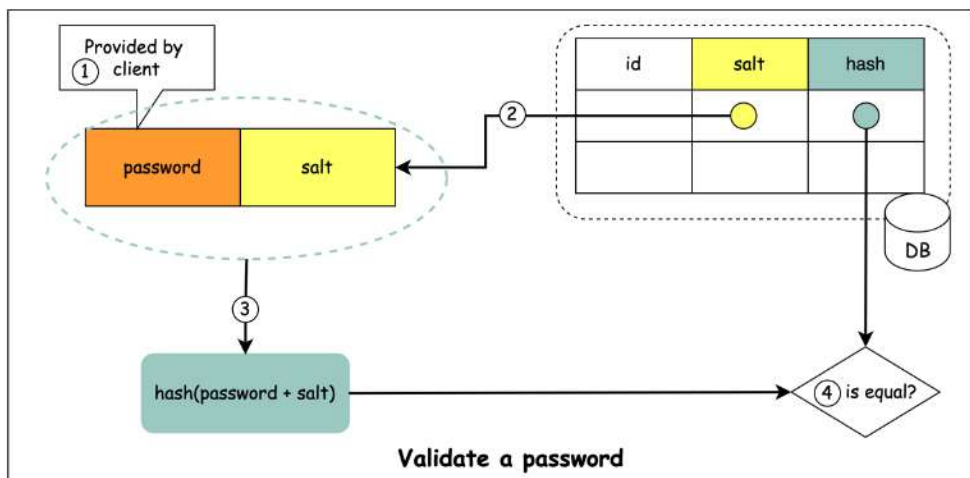 Provided by
① client
id
salt
hash
②
password
salt
DB
③
hash(password + salt)
④ is equal?
Validate a password